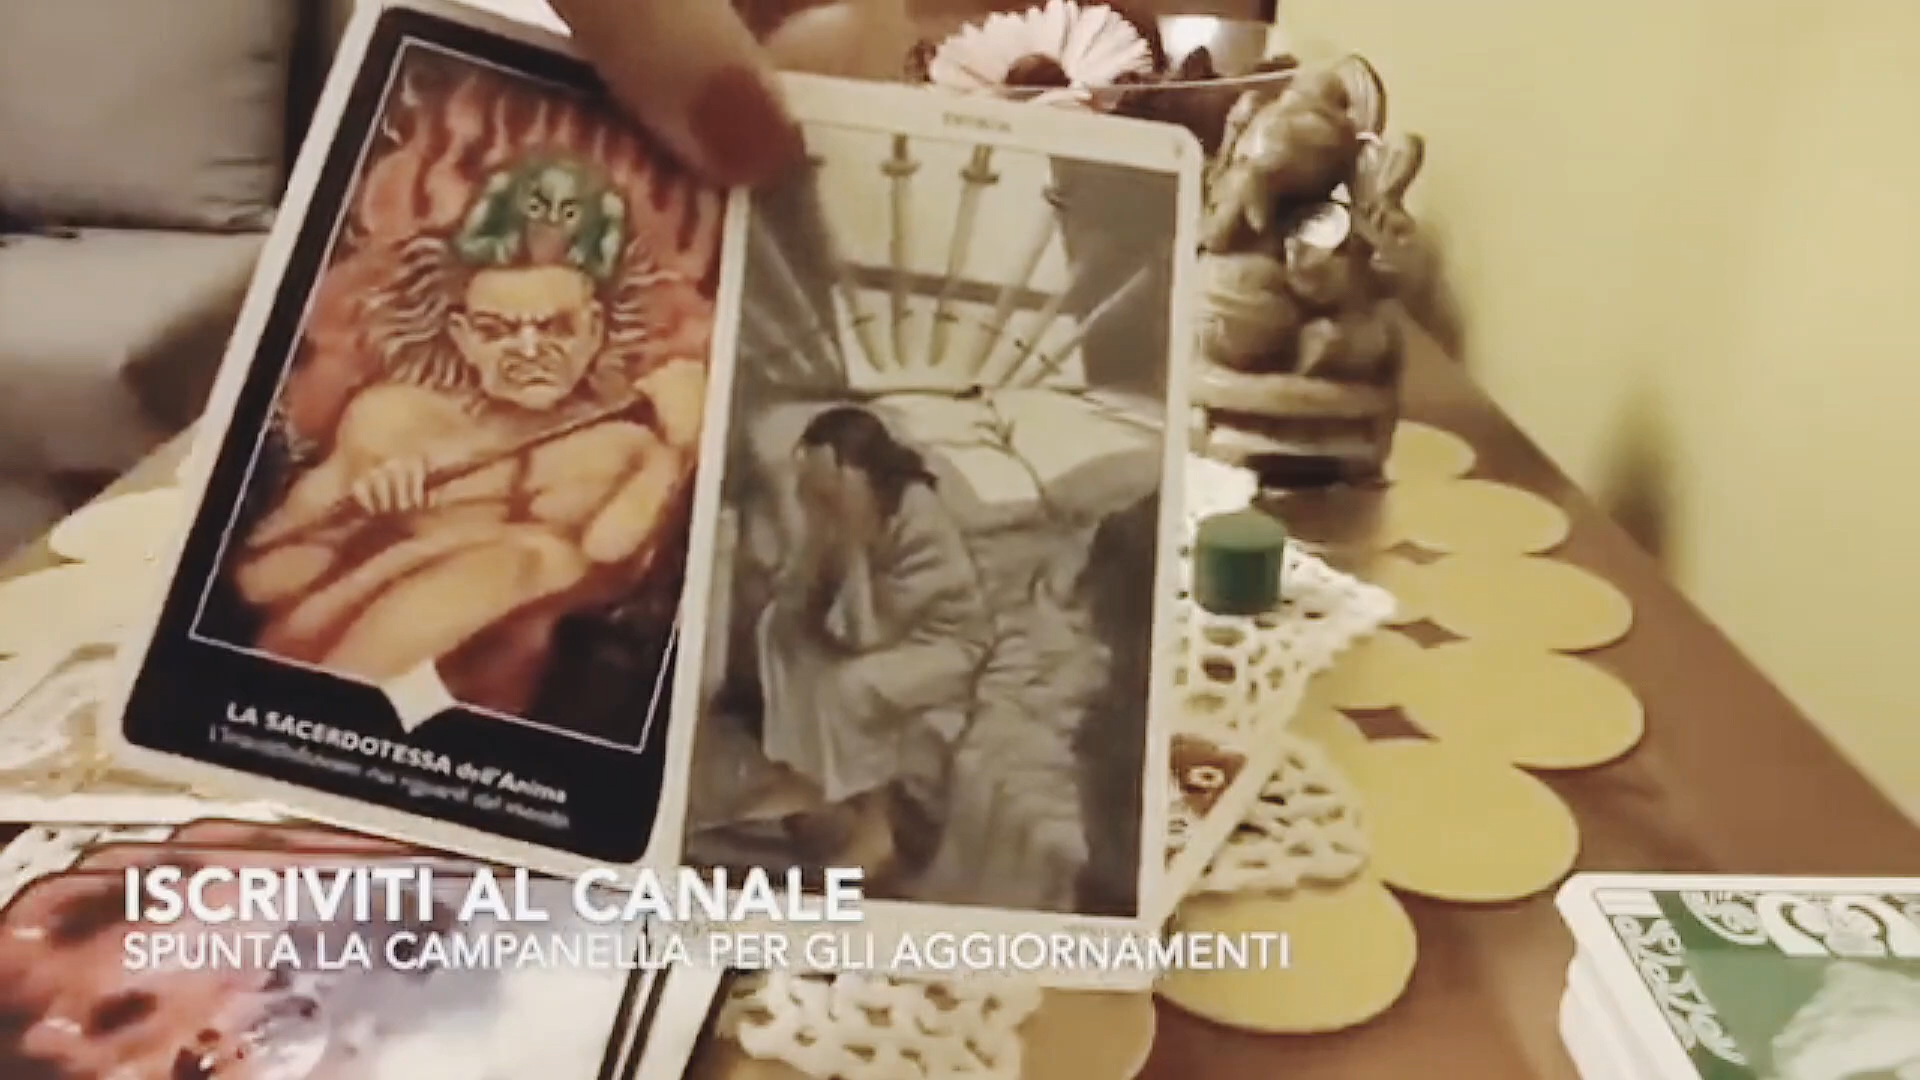 LA SACERDOTESSA dell'Anima
ISCRIVITI AL CANALE
SPUNTA LA CAMPANELLA PER GLI AGGIORNAMENTI